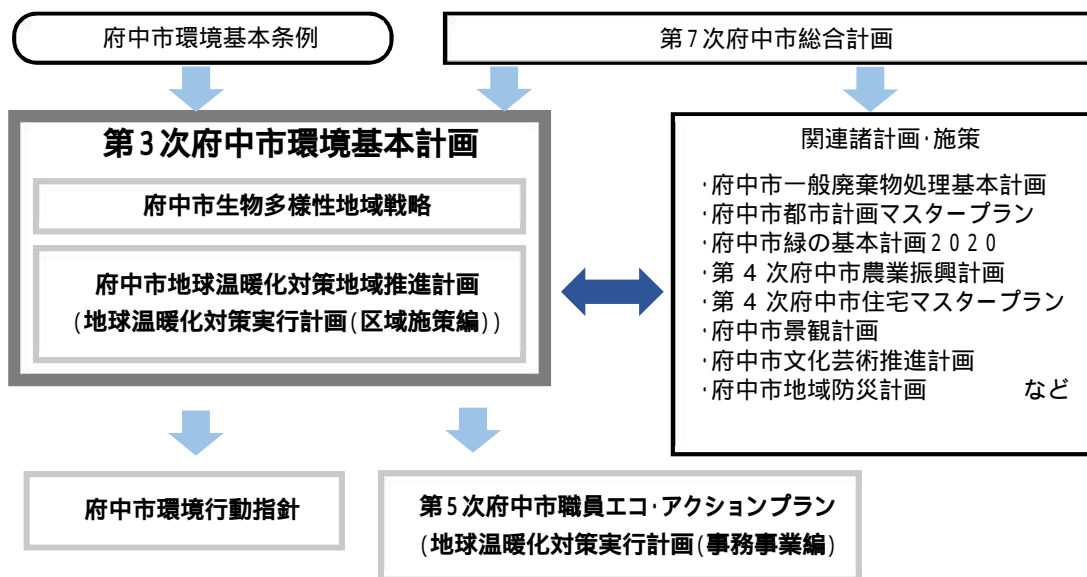 府中市環境基本条例
第7次府中市総合計画
第3次府中市環境基本計画
府中市生物多様性地域戦略
府中市地球温暖化対策地域推進計画
(地球温暖化対策実行計画(区域施策編))
関連諸計画・施策
・府中市一般廃棄物処理基本計画
・府中市都市計画マスタープラン
・府中市緑の基本計画2020
・第4次府中市農業振興計画
・第4次府中市住宅マスタープラン
・府中市景観計画
・府中市文化芸術推進計画
・府中市地域防災計画　など
府中市環境行動指針
第5次府中市職員エコ・アクションプラン
(地球温暖化対策実行計画(事務事業編)